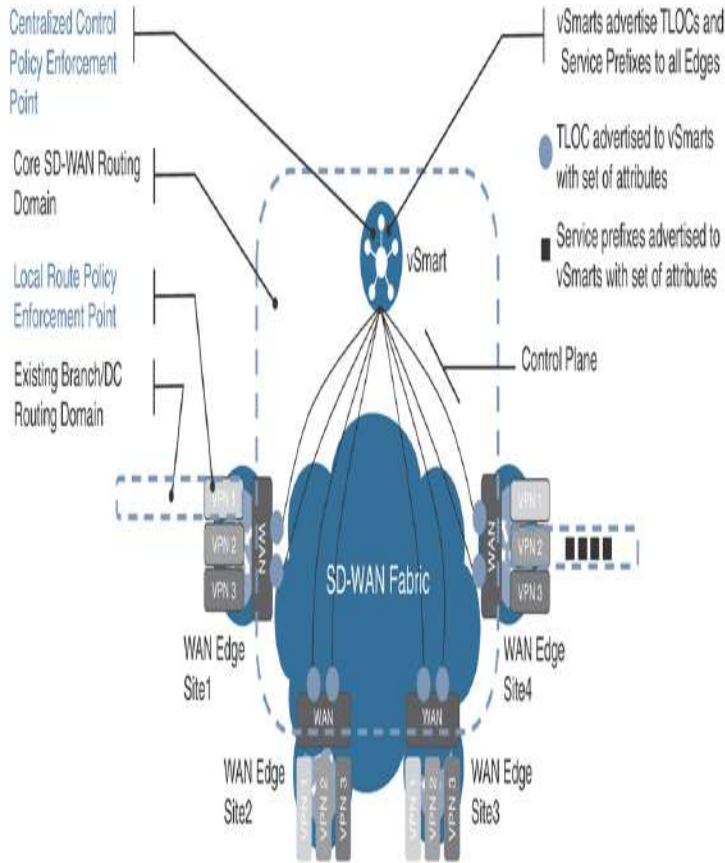 Centralized Control
Policy Enforcement
Point
Core SD-WAN Routing
Domain
Local Route Policy
Enforcement Point
Existing Branch/DC
Routing Domain
vSmarts advertise TLOCs and
Service Prefixes to all Edges
TLOC advertised to vSmarts
with set of attributes
Service prefixes advertised to
vSmarts with set of attributes
vSmart
Control Plane
SD-WAN Fabric
VPN 1
VPN 2
VPN 3
WAN
WAN Edge
Site1
WAN
VPN 1
VPN 2
VPN 3
WAN Edge
Site4
WAN
VPN 1
VPN 2
VPN 3
WAN Edge
Site2
WAN
VPN 1
VPN 2
VPN 3
WAN Edge
Site3